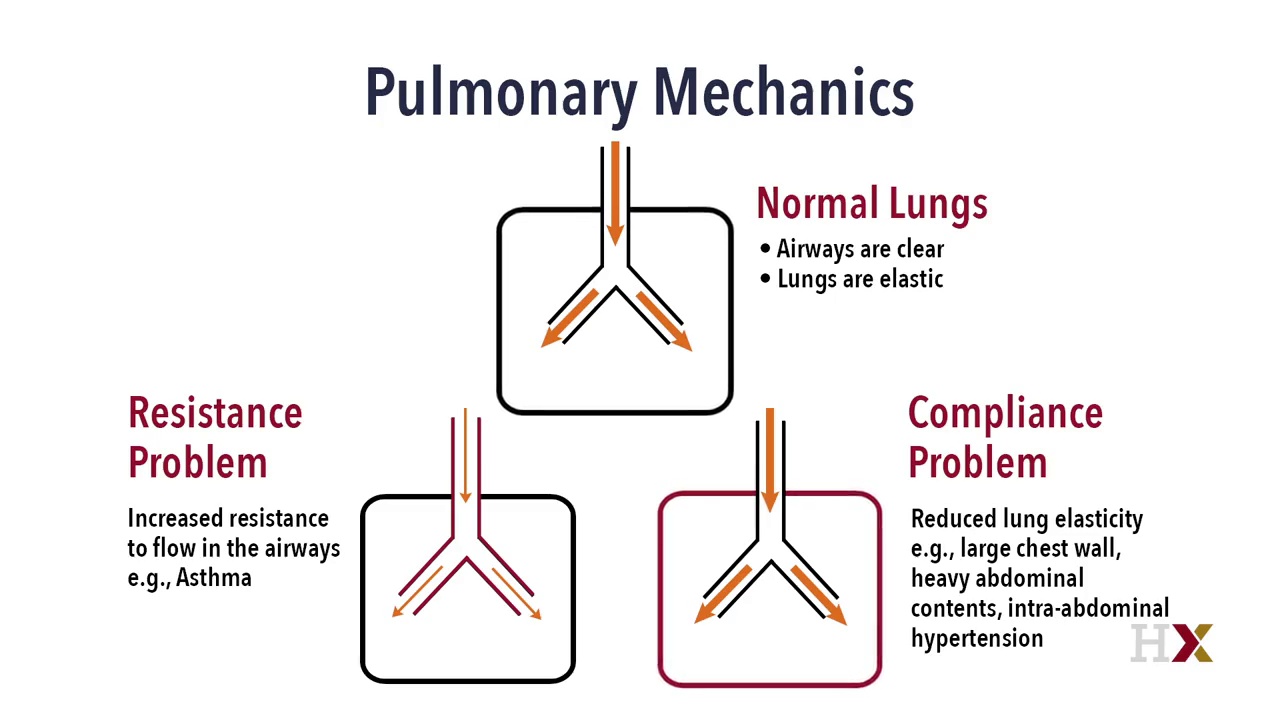 Pulmonary Mechanics
Normal Lungs
• Airways are clear
• Lungs are elastic
Resistance
Problem
Increased resistance
to flow in the airways
e.g., Asthma
Compliance
Problem
Reduced lung elasticity
e.g., large chest wall,
heavy abdominal
contents, intra-abdominal
hypertension
HX